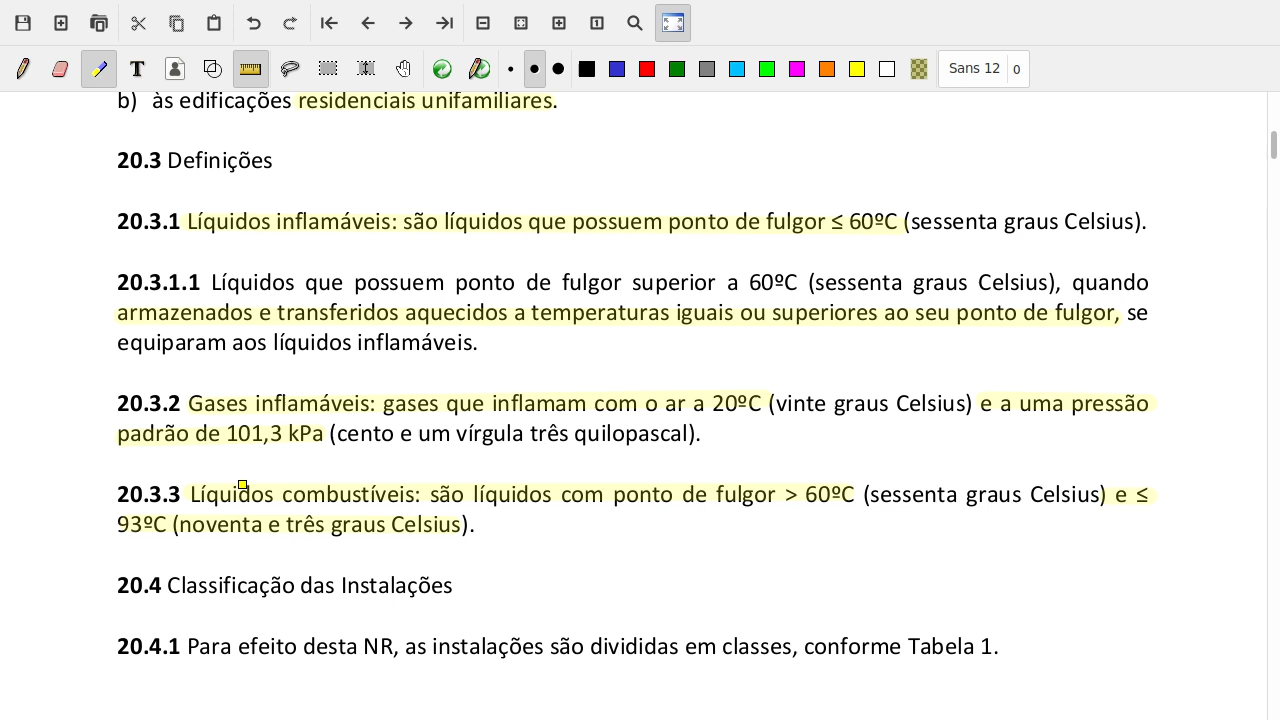 Sans 12 0
b) às edificações residenciais unifamiliares.
20.3 Definições
20.3.1 Líquidos inflamáveis: são líquidos que possuem ponto de fulgor ≤ 60ºC (sessenta graus Celsius).
20.3.1.1 Líquidos que possuem ponto de fulgor superior a 60ºC (sessenta graus Celsius), quando
armazenados e transferidos aquecidos a temperaturas iguais ou superiores ao seu ponto de fulgor, se
equiparam aos líquidos inflamáveis.
20.3.2 Gases inflamáveis: gases que inflamam com o ar a 20ºC (vinte graus Celsius) e a uma pressão
padrão de 101,3 kPa (cento e um vírgula três quilopascal).
20.3.3 Líquidos combustíveis: são líquidos com ponto de fulgor > 60ºC (sessenta graus Celsius) e ≤
93ºC (noventa e três graus Celsius).
20.4 Classificação das Instalações
20.4.1 Para efeito desta NR, as instalações são divididas em classes, conforme Tabela 1.